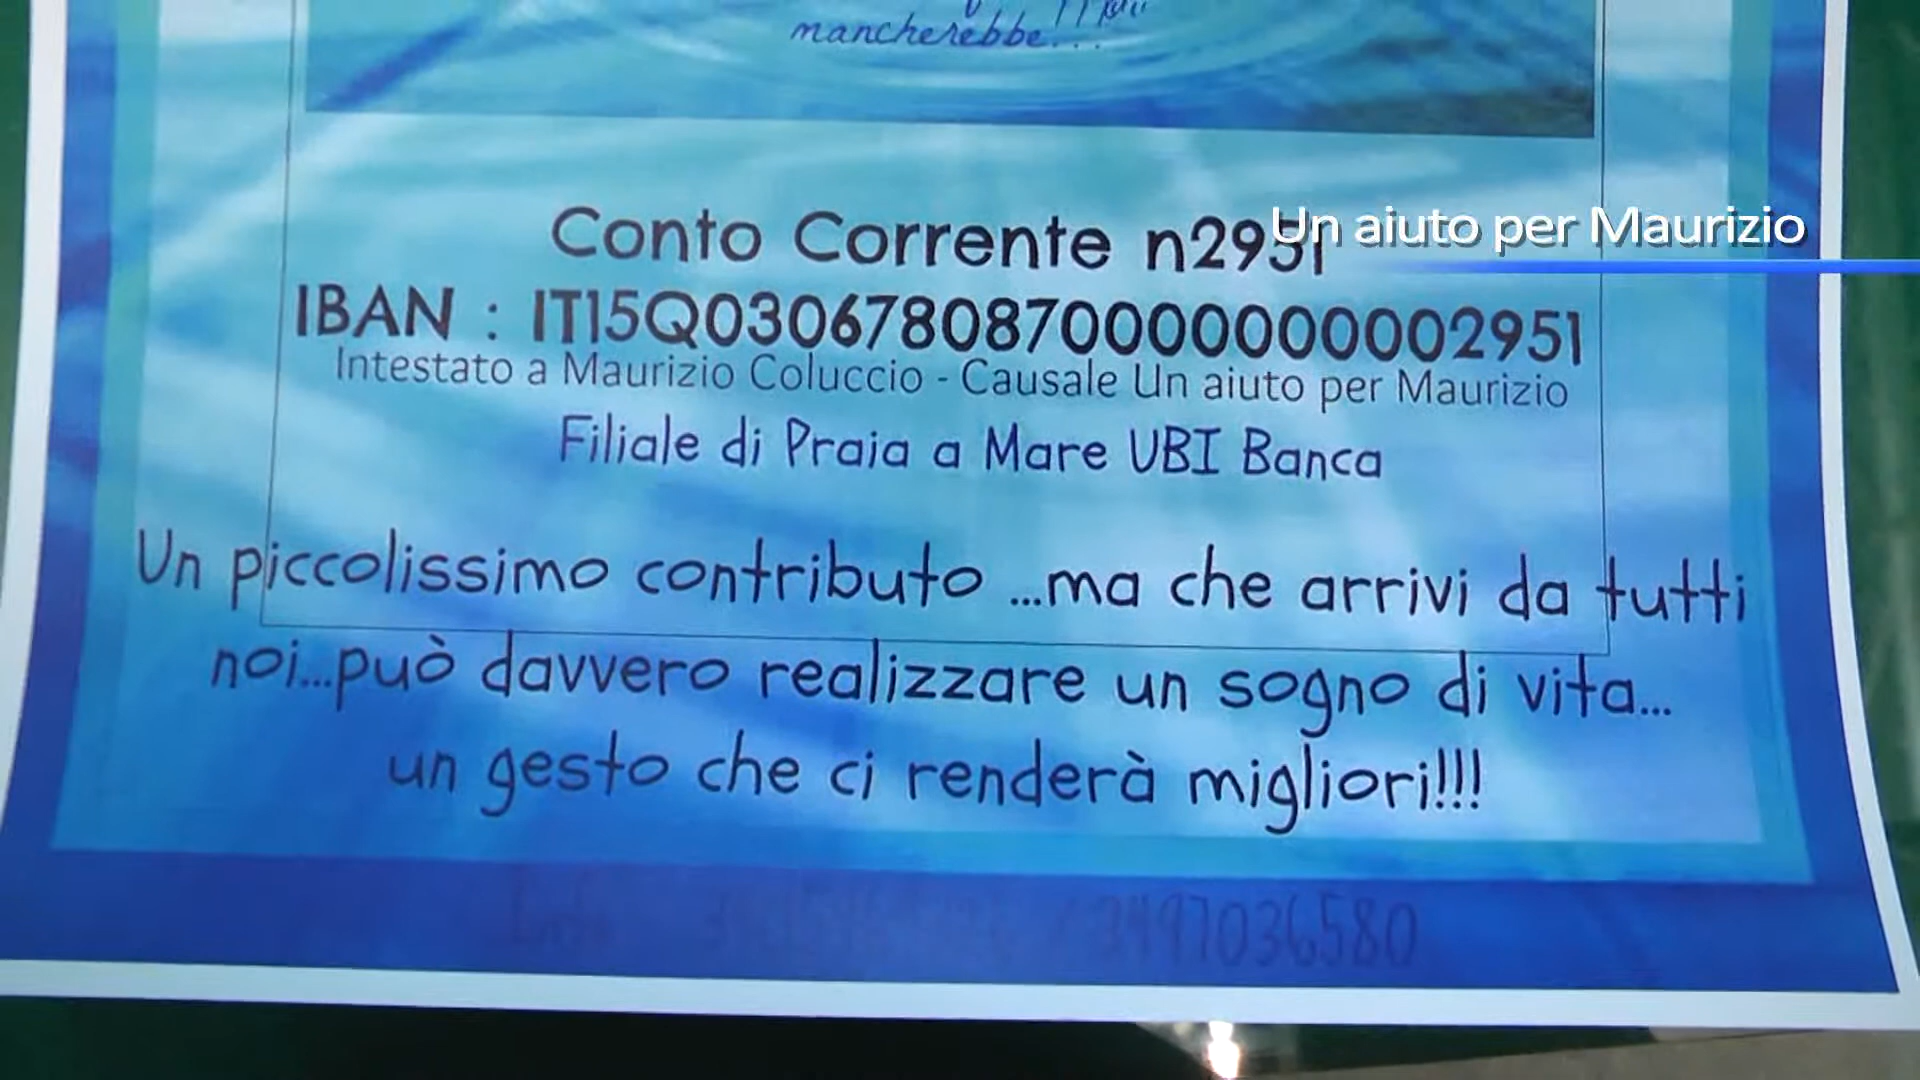 mancherebbe...
Conto Corrente n2951
Un aiuto per Maurizio
IBAN : IT15Q0306780870000000002951
Intestato a Maurizio Coluccio - Causale Un aiuto per Maurizio
Filiale di Praia a Mare UBI Banca
Un piccolissimo contributo ...ma che arrivi da tutti
noi...può davvero realizzare un sogno di vita...
un gesto che ci renderà migliori!!!
3497036580